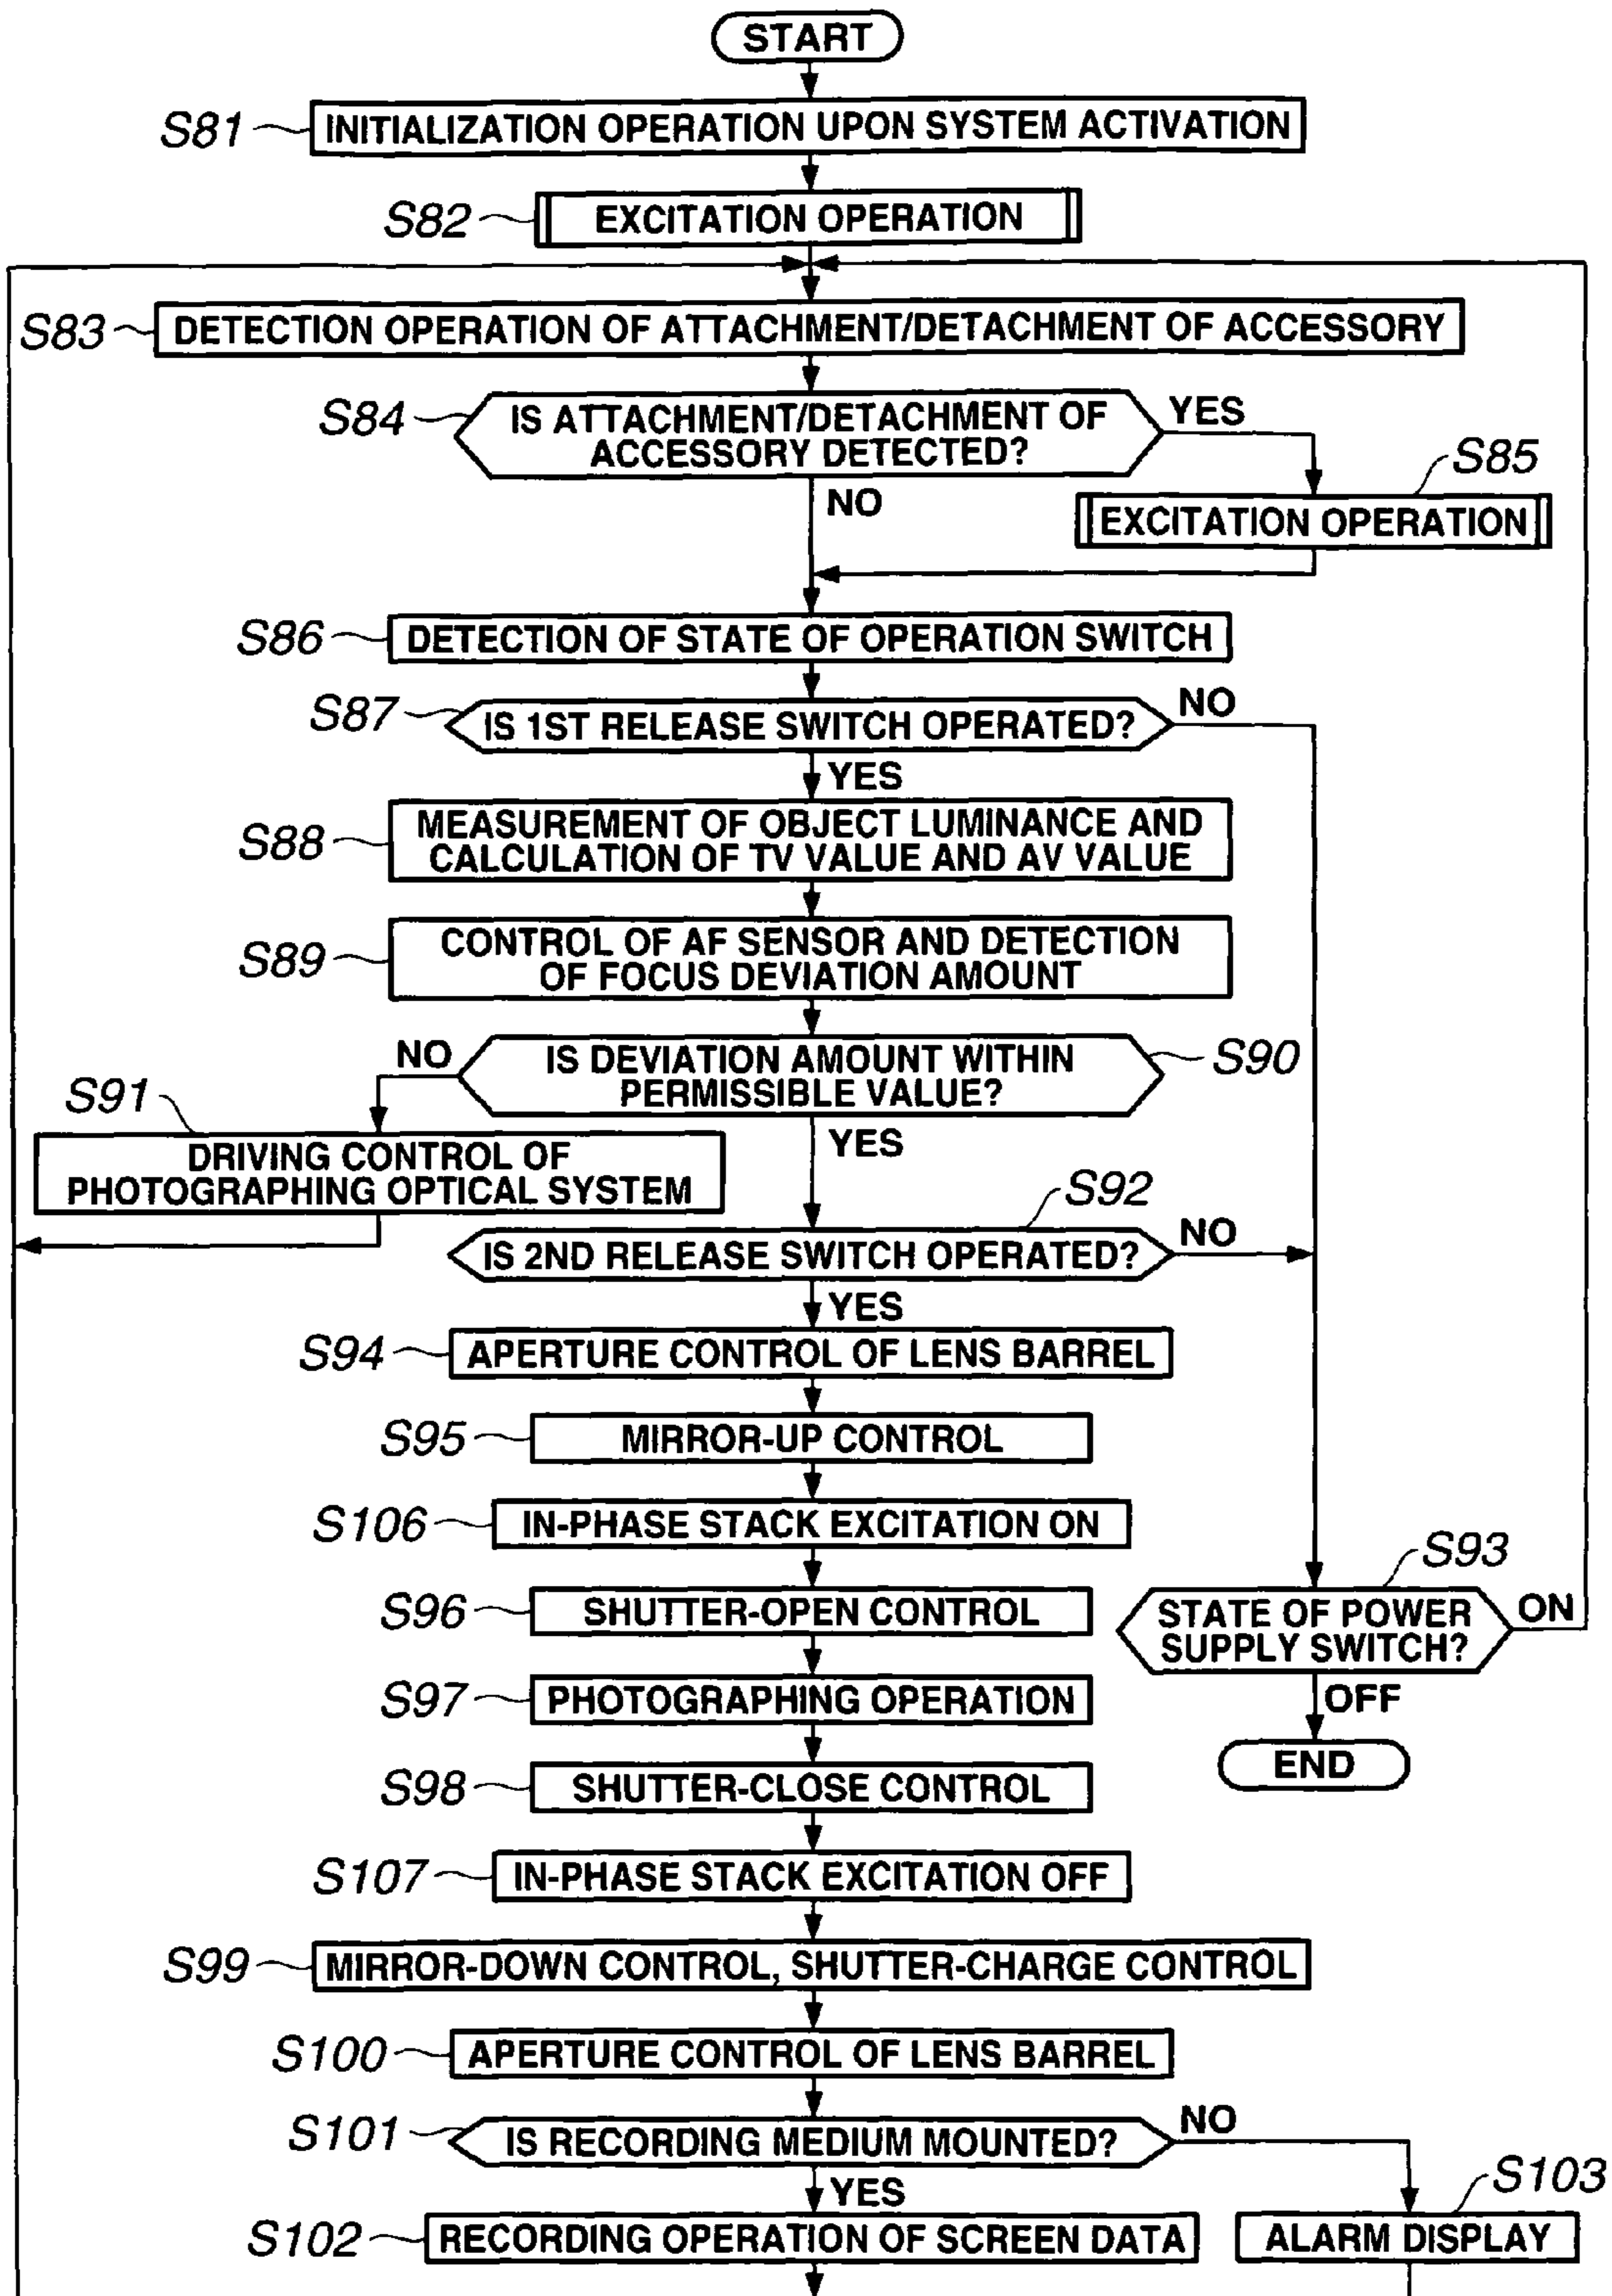 START
S81
INITIALIZATION OPERATION UPON SYSTEM ACTIVATION
S82
EXCITATION OPERATION
S83
DETECTION OPERATION OF ATTACHMENT/DETACHMENT OF ACCESSORY
S84
IS ATTACHMENT/DETACHMENT OF
ACCESSORY DETECTED?
YES
NO
S85
EXCITATION OPERATION
S86
DETECTION OF STATE OF OPERATION SWITCH
S87
IS 1ST RELEASE SWITCH OPERATED?
NO
YES
S88
MEASUREMENT OF OBJECT LUMINANCE AND
CALCULATION OF TV VALUE AND AV VALUE
S89
CONTROL OF AF SENSOR AND DETECTION
OF FOCUS DEVIATION AMOUNT
NO
IS DEVIATION AMOUNT WITHIN
PERMISSIBLE VALUE?
S90
YES
S91
DRIVING CONTROL OF
PHOTOGRAPHING OPTICAL SYSTEM
S92
IS 2ND RELEASE SWITCH OPERATED?
NO
YES
S94
APERTURE CONTROL OF LENS BARREL
S95
MIRROR-UP CONTROL
S106
IN-PHASE STACK EXCITATION ON
S93
STATE OF POWER
SUPPLY SWITCH?
ON
OFF
END
S96
SHUTTER-OPEN CONTROL
S97
PHOTOGRAPHING OPERATION
S98
SHUTTER-CLOSE CONTROL
S107
IN-PHASE STACK EXCITATION OFF
S99
MIRROR-DOWN CONTROL, SHUTTER-CHARGE CONTROL
S100
APERTURE CONTROL OF LENS BARREL
S101
IS RECORDING MEDIUM MOUNTED?
NO
YES
S102
RECORDING OPERATION OF SCREEN DATA
S103
ALARM DISPLAY